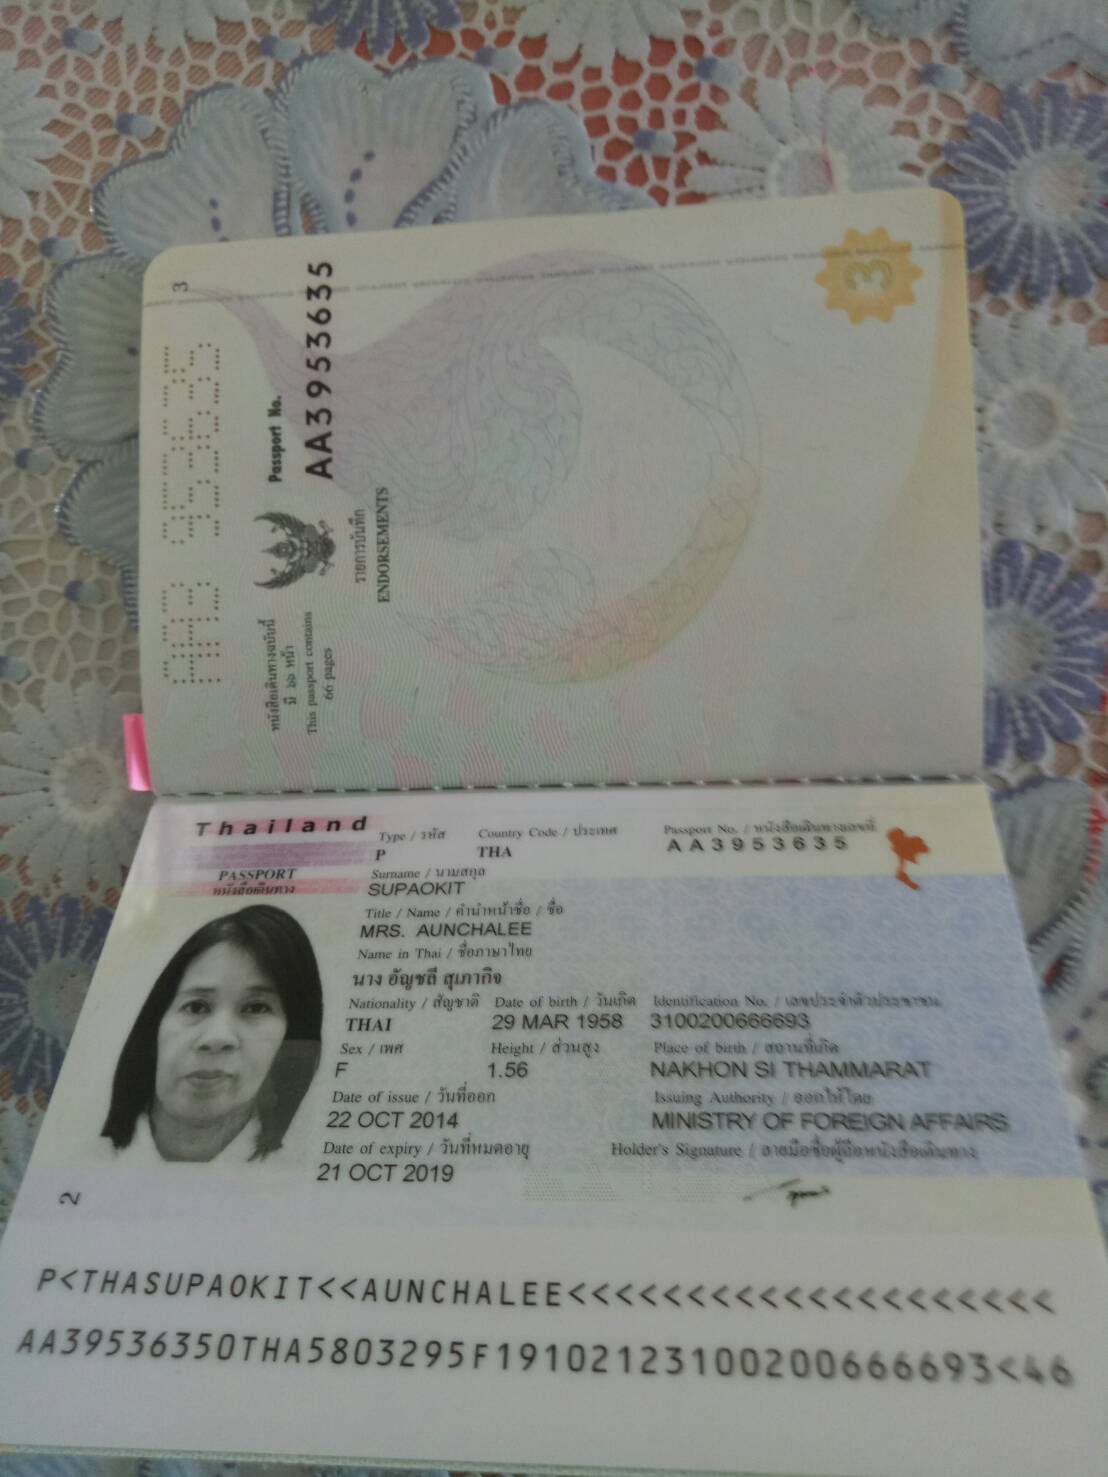 3
3
AA3953635
Passport No.
AA3953635
รายการบันทึก
ENDORSEMENTS
หนังสือเดินทางฉบับนี้
มี ๖๖ หน้า
This passport contains
66 pages
Thailand
PASSPORT
หนังสือเดินทาง
Type / รหัส
Country Code / ประเทศ
Passport No. / หนังสือเดินทางเลขที่
P
THA
AA3953635
Surname / นามสกุล
SUPAOKIT
Title / Name / คำนำหน้าชื่อ / ชื่อ
MRS. AUNCHALEE
Name in Thai / ชื่อภาษาไทย
นาง อัญชลี สุเภากิจ
Nationality / สัญชาติ
Date of birth / วันเกิด
Identification No. / เลขประจำตัวประชาชน
THAI
29 MAR 1958
3100200666693
Sex / เพศ
Height / ส่วนสูง
Place of birth / สถานที่เกิด
F
1.56
NAKHON SI THAMMARAT
Date of issue / วันที่ออก
Issuing Authority / ออกให้โดย
22 OCT 2014
MINISTRY OF FOREIGN AFFAIRS
Date of expiry / วันที่หมดอายุ
Holder's Signature / ลายมือชื่อผู้ถือหนังสือเดินทาง
21 OCT 2019
2
P<THASUPAOKIT<<AUNCHALEE<<<<<<<<<<<<<<<<<<<<
AA39536350THA5803295F19102123100200666693<46